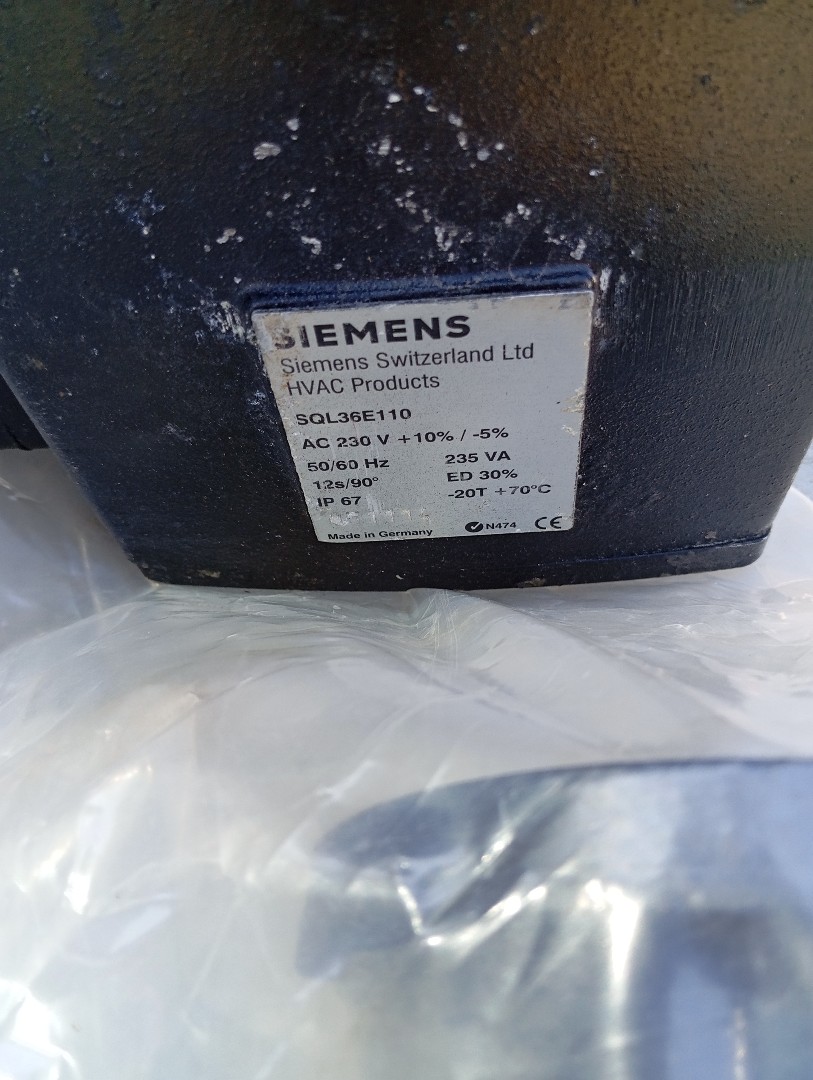 SIEMENS
Siemens Switzerland Ltd
HVAC Products
SQL36E110
AC 230 V +10% / -5%
50/60 Hz 235 VA
12s/90° ED 30%
IP 67 -20T +70°C
Made in Germany N474 CE